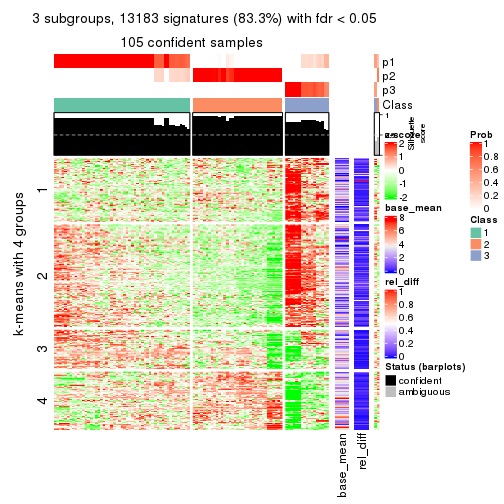 3 subgroups, 13183 signatures (83.3%) with fdr < 0.05
105 confident samples
p1
p2
p3
Class
1
Silhouette
score
k-means with 4 groups
1
2
3
4
z-score
2
1
0
-1
-2
base_mean
8
6
4
2
0
rel_diff
1
0.8
0.6
0.4
0.2
0
Status (barplots)
confident
ambiguous
Prob
1
0.8
0.6
0.4
0.2
0
Class
1
2
3
base_mean
rel_diff